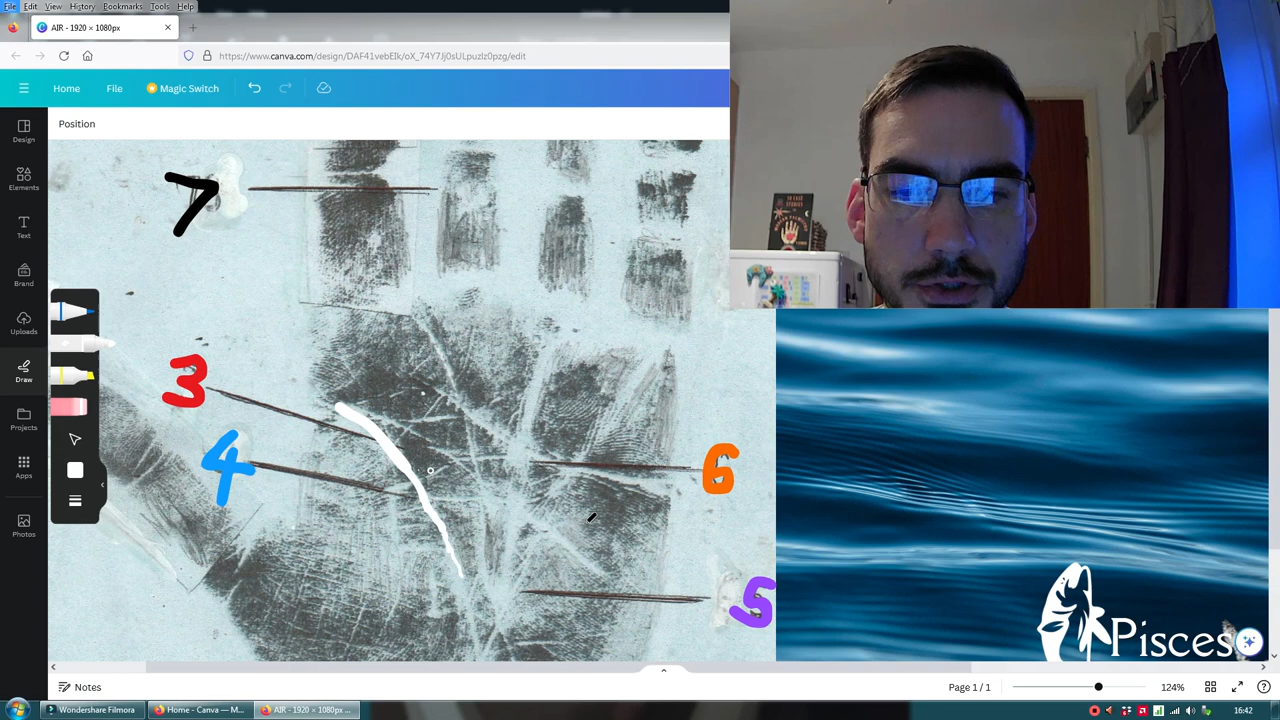 File Edit View History Bookmarks Tools Help
AIR - 1920 × 1080px
https://www.canva.com/design/DAF41vebEIk/oX_74Y7Jj0sULpuzlz0pzg/edit
Home File Magic Switch
Position
Design
Elements
Text
Brand
Uploads
Draw
Projects
Apps
Photos
7
3
4
6
5
Pisces
Notes
Page 1 / 1
124%
Wondershare Filmora
Home - Canva — M...
AIR - 1920 × 1080px ...
16:42